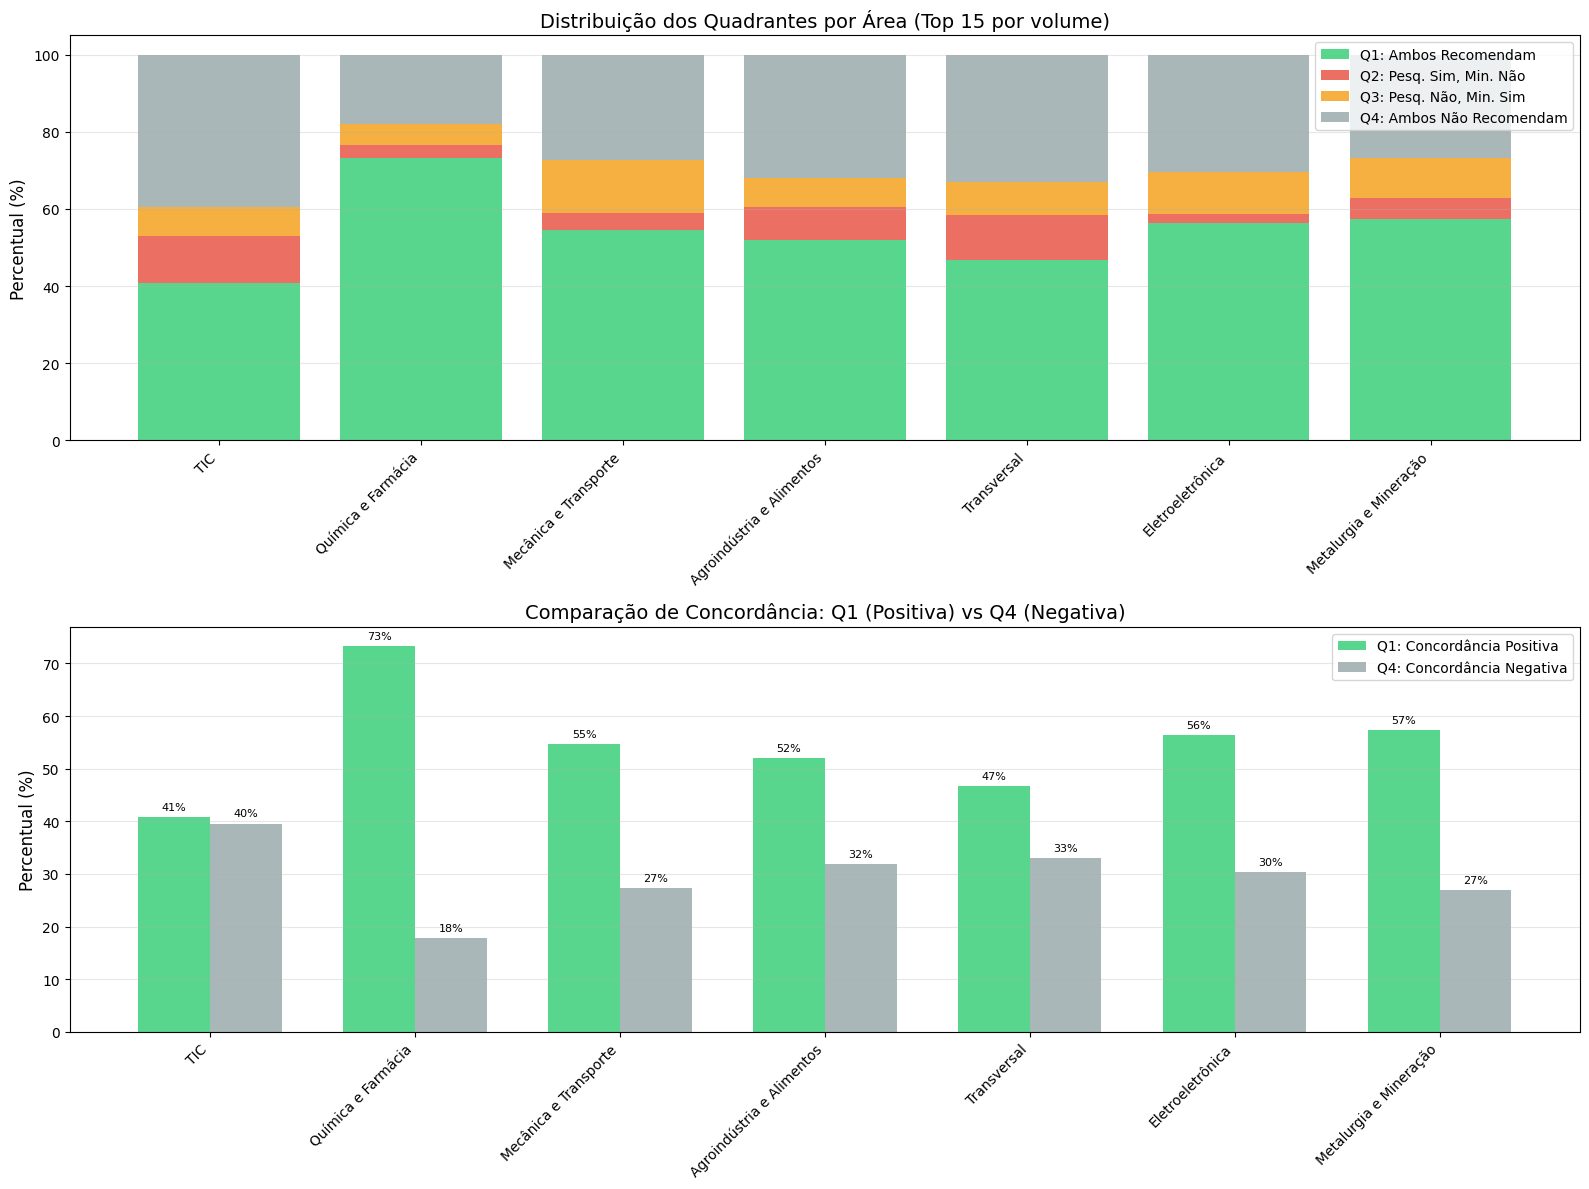 Distribuição dos Quadrantes por Área (Top 15 por volume)
Percentual (%)
100
80
60
40
20
0
Q1: Ambos Recomendam
Q2: Pesq. Sim, Min. Não
Q3: Pesq. Não, Min. Sim
Q4: Ambos Não Recomendam
TIC
Química e Farmácia
Mecânica e Transporte
Agroindústria e Alimentos
Transversal
Eletroeletrônica
Metalurgia e Mineração
Comparação de Concordância: Q1 (Positiva) vs Q4 (Negativa)
Percentual (%)
70
60
50
40
30
20
10
0
Q1: Concordância Positiva
Q4: Concordância Negativa
41%
40%
73%
18%
55%
27%
52%
32%
47%
33%
56%
30%
57%
27%
TIC
Química e Farmácia
Mecânica e Transporte
Agroindústria e Alimentos
Transversal
Eletroeletrônica
Metalurgia e Mineração